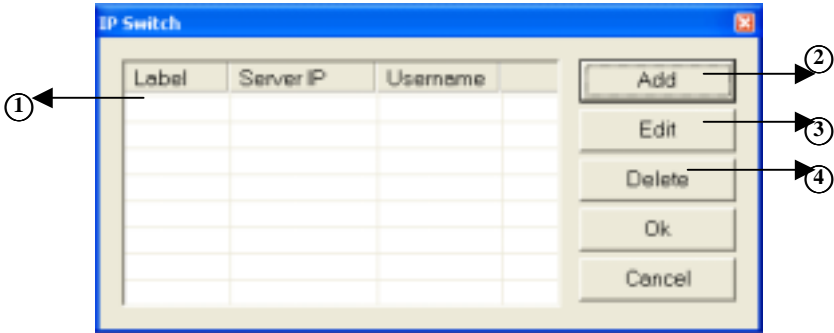 IP Switch
Label Server IP Username
Add
Edit
Delete
Ok
Cancel
1
2
3
4